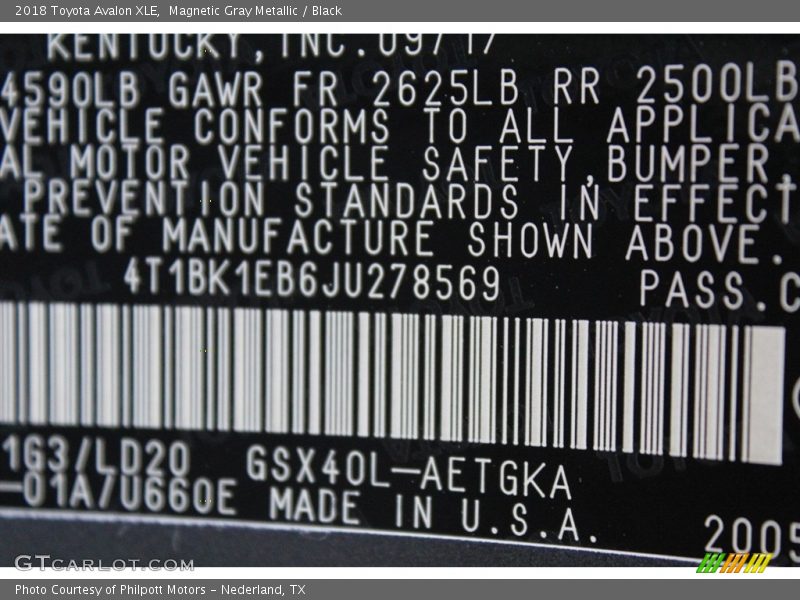 2018 Toyota Avalon XLE,  Magnetic Gray Metallic / Black
KENTUCKY, INC. 09/17
4590LB GAWR FR 2625LB RR 2500LB
VEHICLE CONFORMS TO ALL APPLICA
AL MOTOR VEHICLE SAFETY, BUMPER,
PREVENTION STANDARDS IN EFFECT
ATE OF MANUFACTURE SHOWN ABOVE.
4T1BK1EB6JU278569 PASS.C
1G3/LD20 GSX40L-AETGKA
-01A/U660E MADE IN U.S.A.
2005
GTCARLOT.COM
Photo Courtesy of Philpott Motors - Nederland, TX